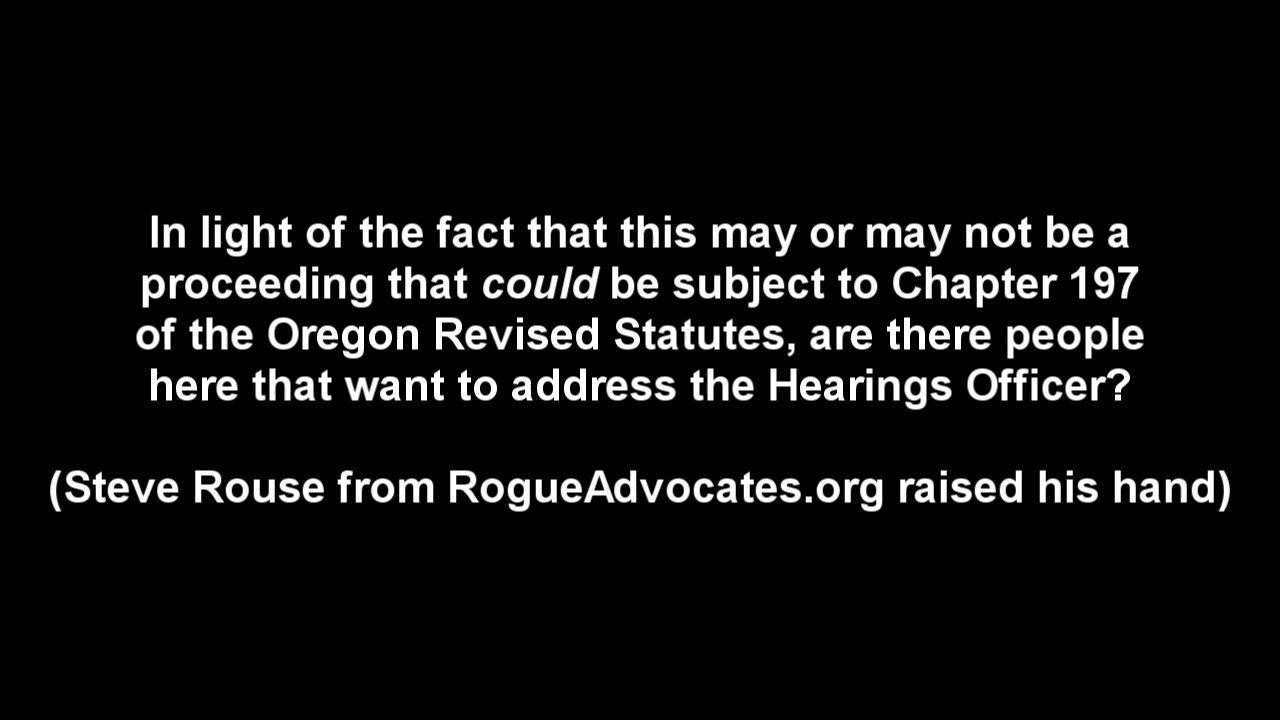 In light of the fact that this may or may not be a
proceeding that could be subject to Chapter 197
of the Oregon Revised Statutes, are there people
here that want to address the Hearings Officer?
(Steve Rouse from RogueAdvocates.org raised his hand)